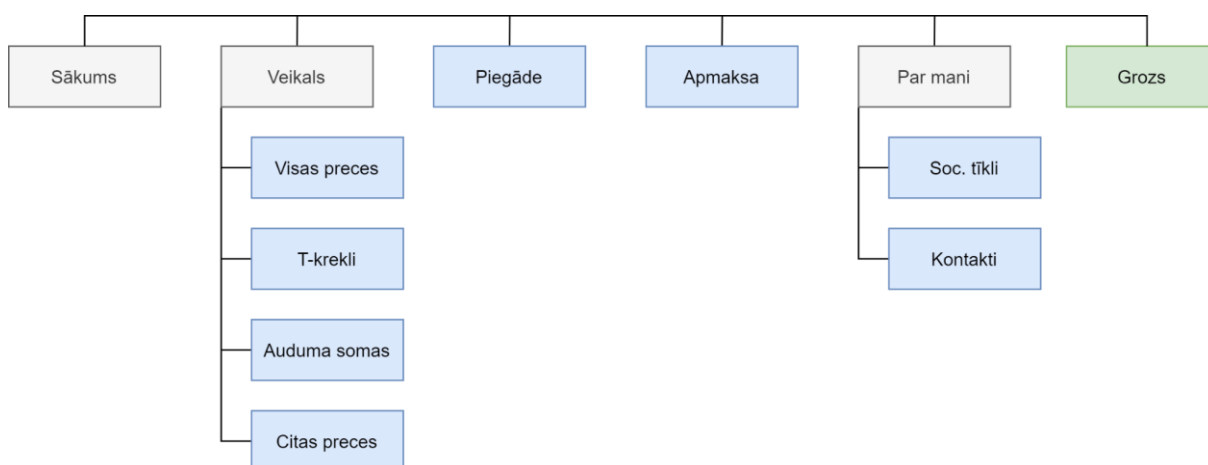 Sākums
Veikals
Piegāde
Apmaksa
Par mani
Grozs
Visas preces
T-krekli
Auduma somas
Citas preces
Soc. tīkli
Kontakti